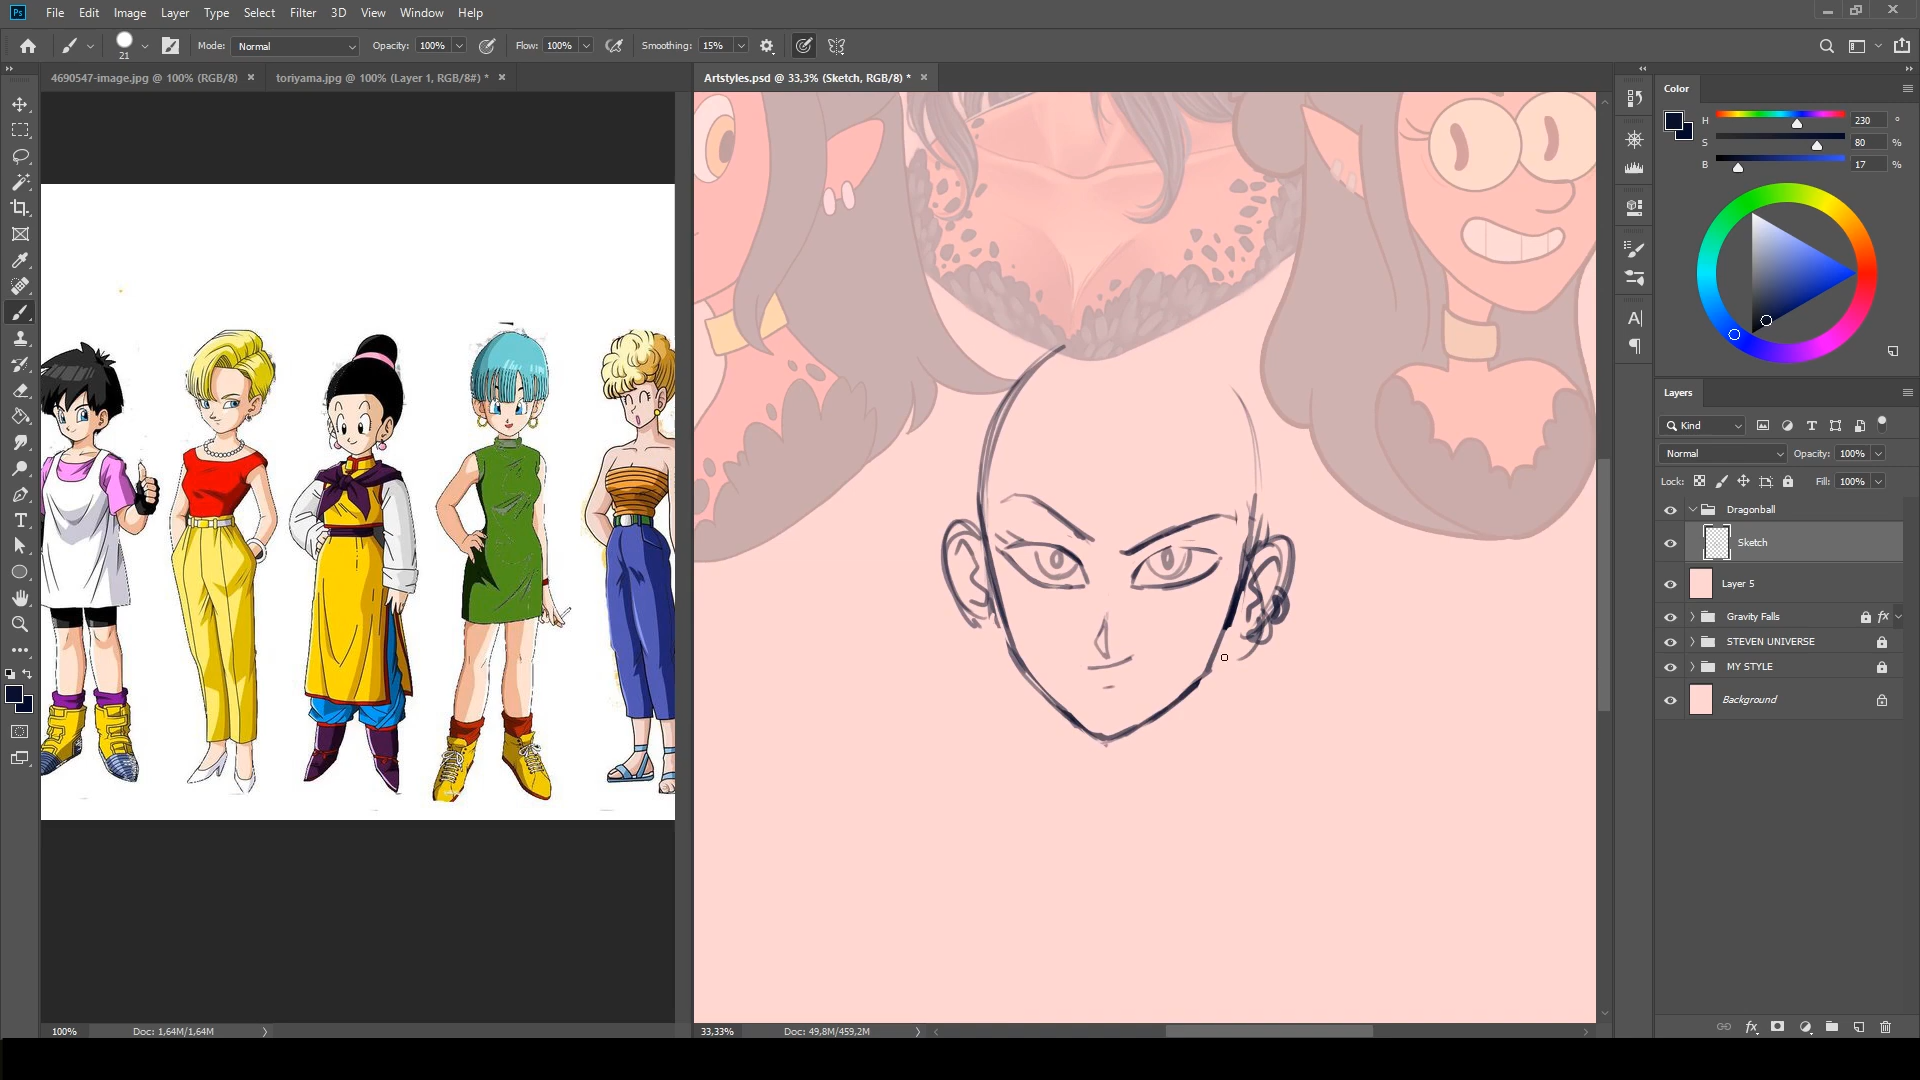 Ps File Edit Image Layer Type Select Filter 3D View Window Help
21 Mode: Normal Opacity: 100% Flow: 100% Smoothing: 15%
4690547-image.jpg @ 100% (RGB/8) × toriyama.jpg @ 100% (Layer 1, RGB/8#) * × Artstyles.psd @ 33,3% (Sketch, RGB/8) * ×
Color
H 230 °
S 80 %
B 17 %
Layers
Kind
Normal Opacity: 100%
Lock: Fill: 100%
Dragonball
Sketch
Layer 5
Gravity Falls fx
STEVEN UNIVERSE
MY STYLE
Background
100% Doc: 1,64M/1,64M 33,33% Doc: 49,8M/459,2M